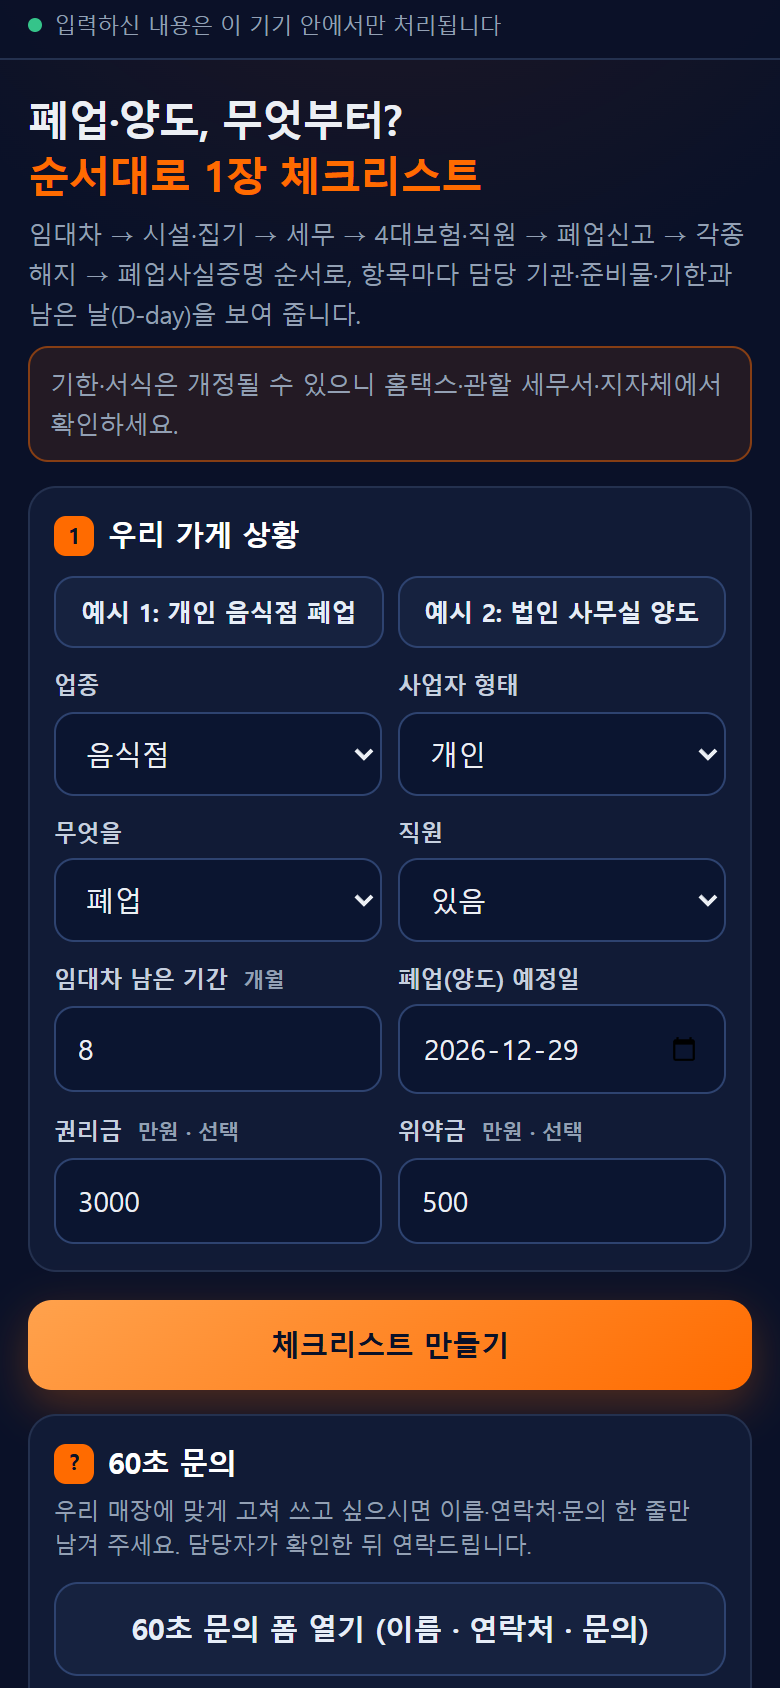 입력하신 내용은 이 기기 안에서만 처리됩니다
폐업·양도, 무엇부터?
순서대로 1장 체크리스트
임대차 → 시설·집기 → 세무 → 4대보험·직원 → 폐업신고 → 각종
해지 → 폐업사실증명 순서로, 항목마다 담당 기관·준비물·기한과
남은 날(D-day)을 보여 줍니다.
기한·서식은 개정될 수 있으니 홈택스·관할 세무서·지자체에서
확인하세요.
1 우리 가게 상황
예시 1: 개인 음식점 폐업 예시 2: 법인 사무실 양도
업종 사업자 형태
음식점 개인
무엇을 직원
폐업 있음
임대차 남은 기간 개월 폐업(양도) 예정일
8 2026-12-29
권리금 만원 · 선택 위약금 만원 · 선택
3000 500
체크리스트 만들기
? 60초 문의
우리 매장에 맞게 고쳐 쓰고 싶으시면 이름·연락처·문의 한 줄만
남겨 주세요. 담당자가 확인한 뒤 연락드립니다.
60초 문의 폼 열기 (이름 · 연락처 · 문의)